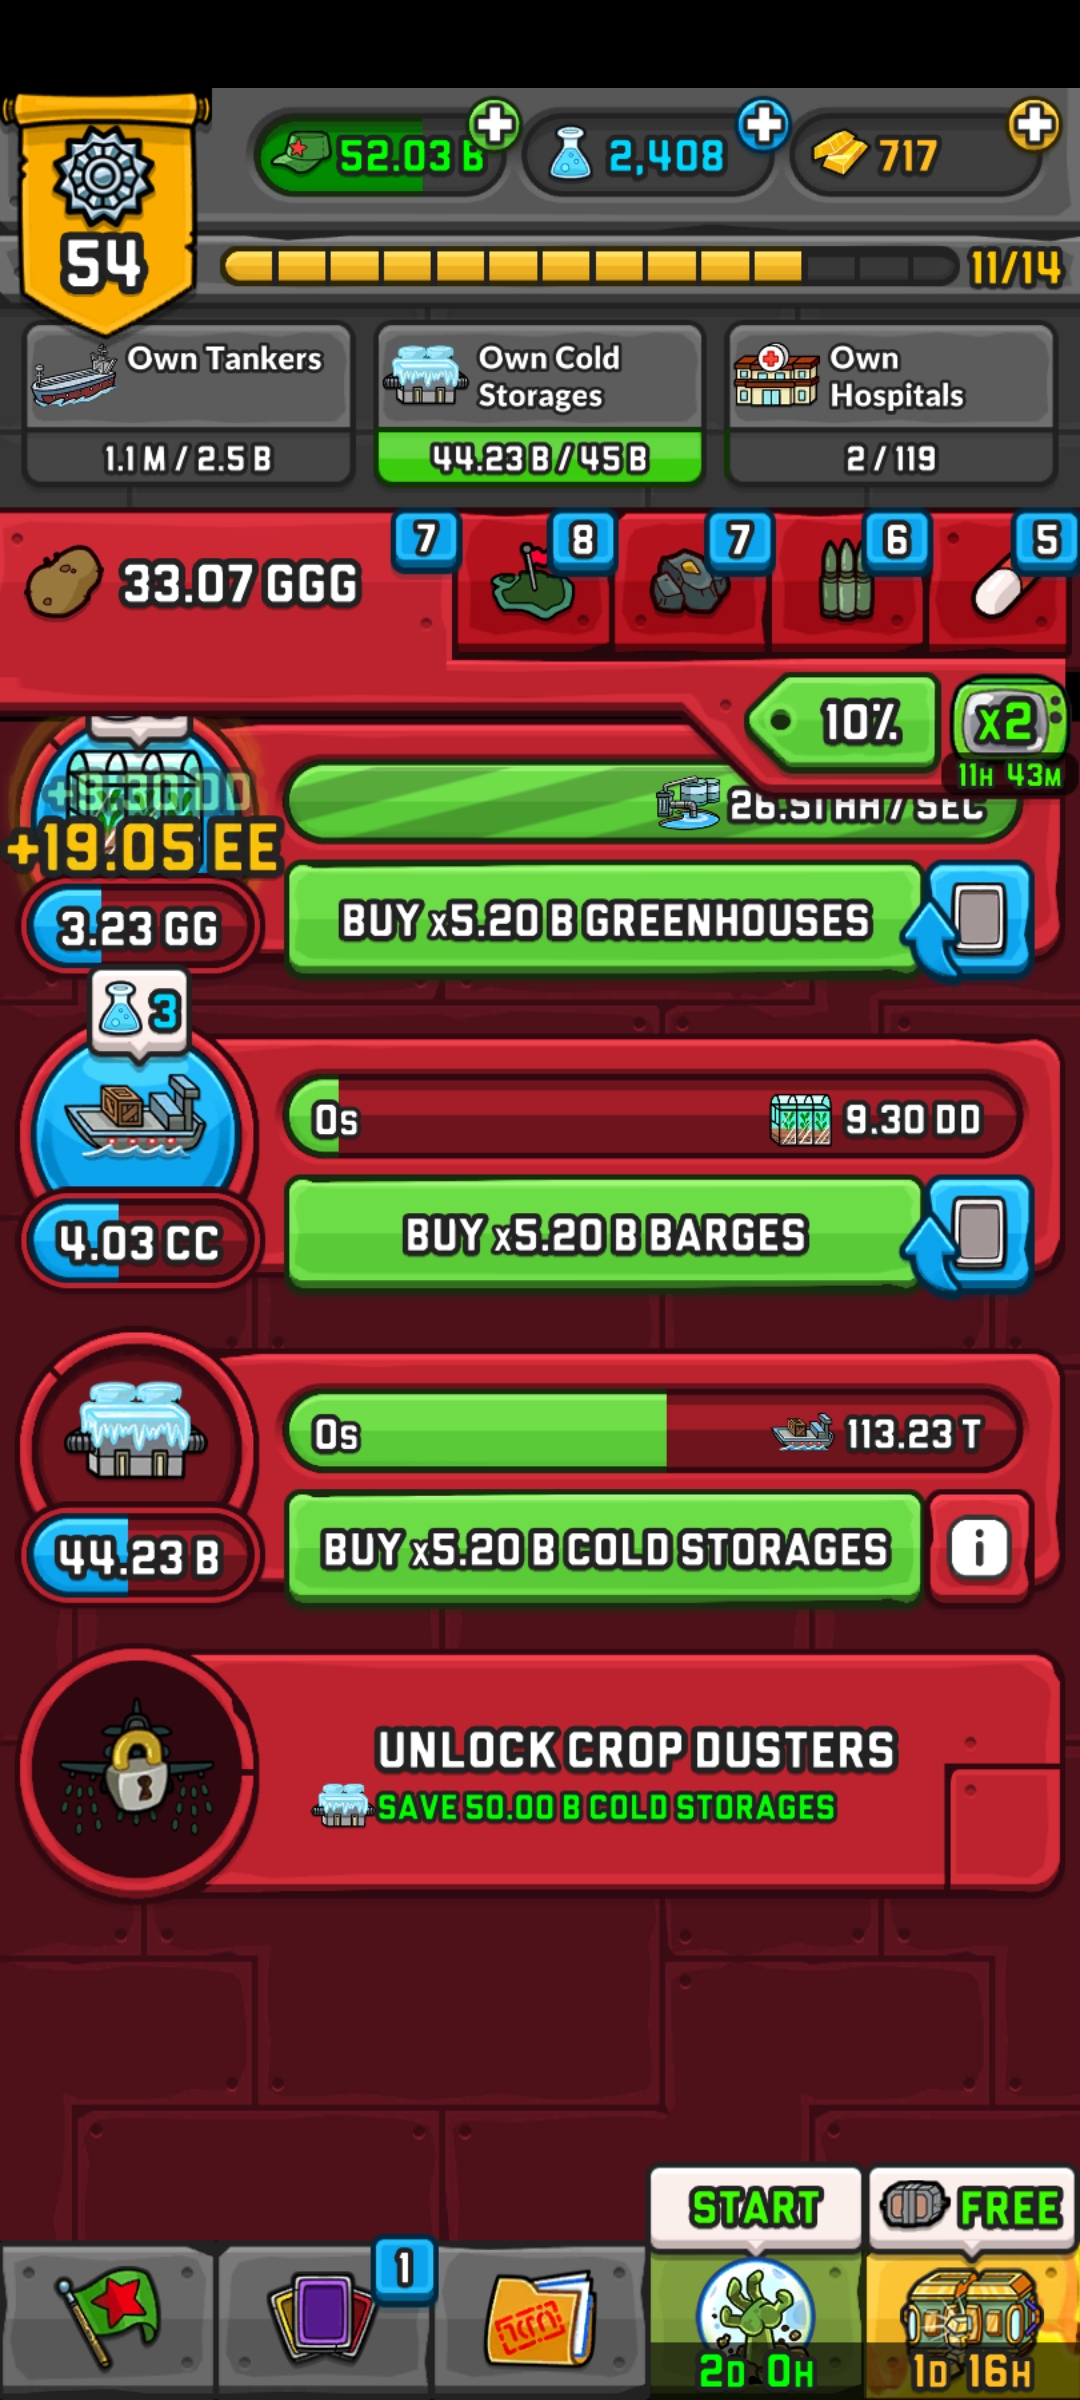 52.03 B
2,408
717
54
11/14
Own Tankers
1.1 M / 2.5 B
Own Cold
Storages
44.23 B / 45 B
Own
Hospitals
2 / 119
33.07 GGG
7
8
7
6
5
10%
x2
11H 43M
26.51 HH / SEC
+9.30 DD
+19.05 EE
3.23 GG
BUY x5.20 B GREENHOUSES
3
0s
9.30 DD
4.03 CC
BUY x5.20 B BARGES
0s
113.23 T
44.23 B
BUY x5.20 B COLD STORAGES
i
UNLOCK CROP DUSTERS
SAVE 50.00 B COLD STORAGES
START
FREE
1
2D 0H
1D 16H